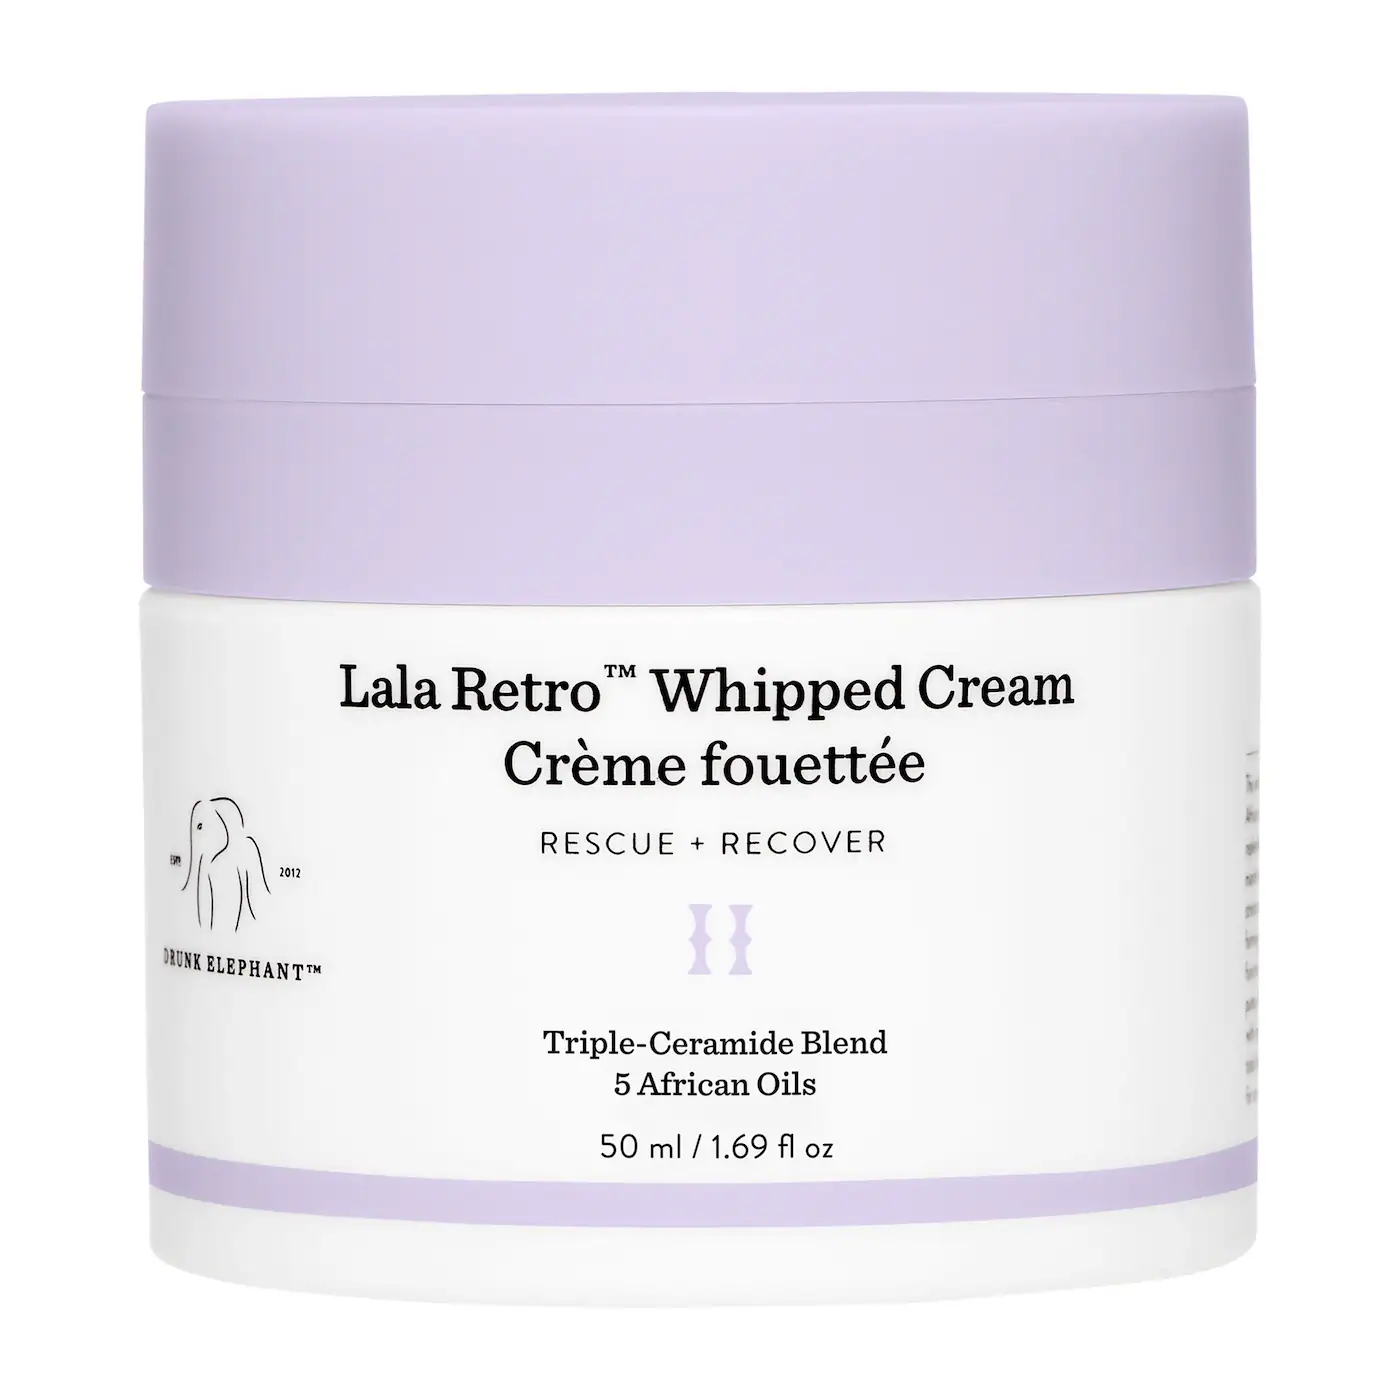 Lala Retro™ Whipped Cream
Crème fouettée
RESCUE + RECOVER
ESTD 2012
DRUNK ELEPHANT™
Triple-Ceramide Blend
5 African Oils
50 ml / 1.69 fl oz